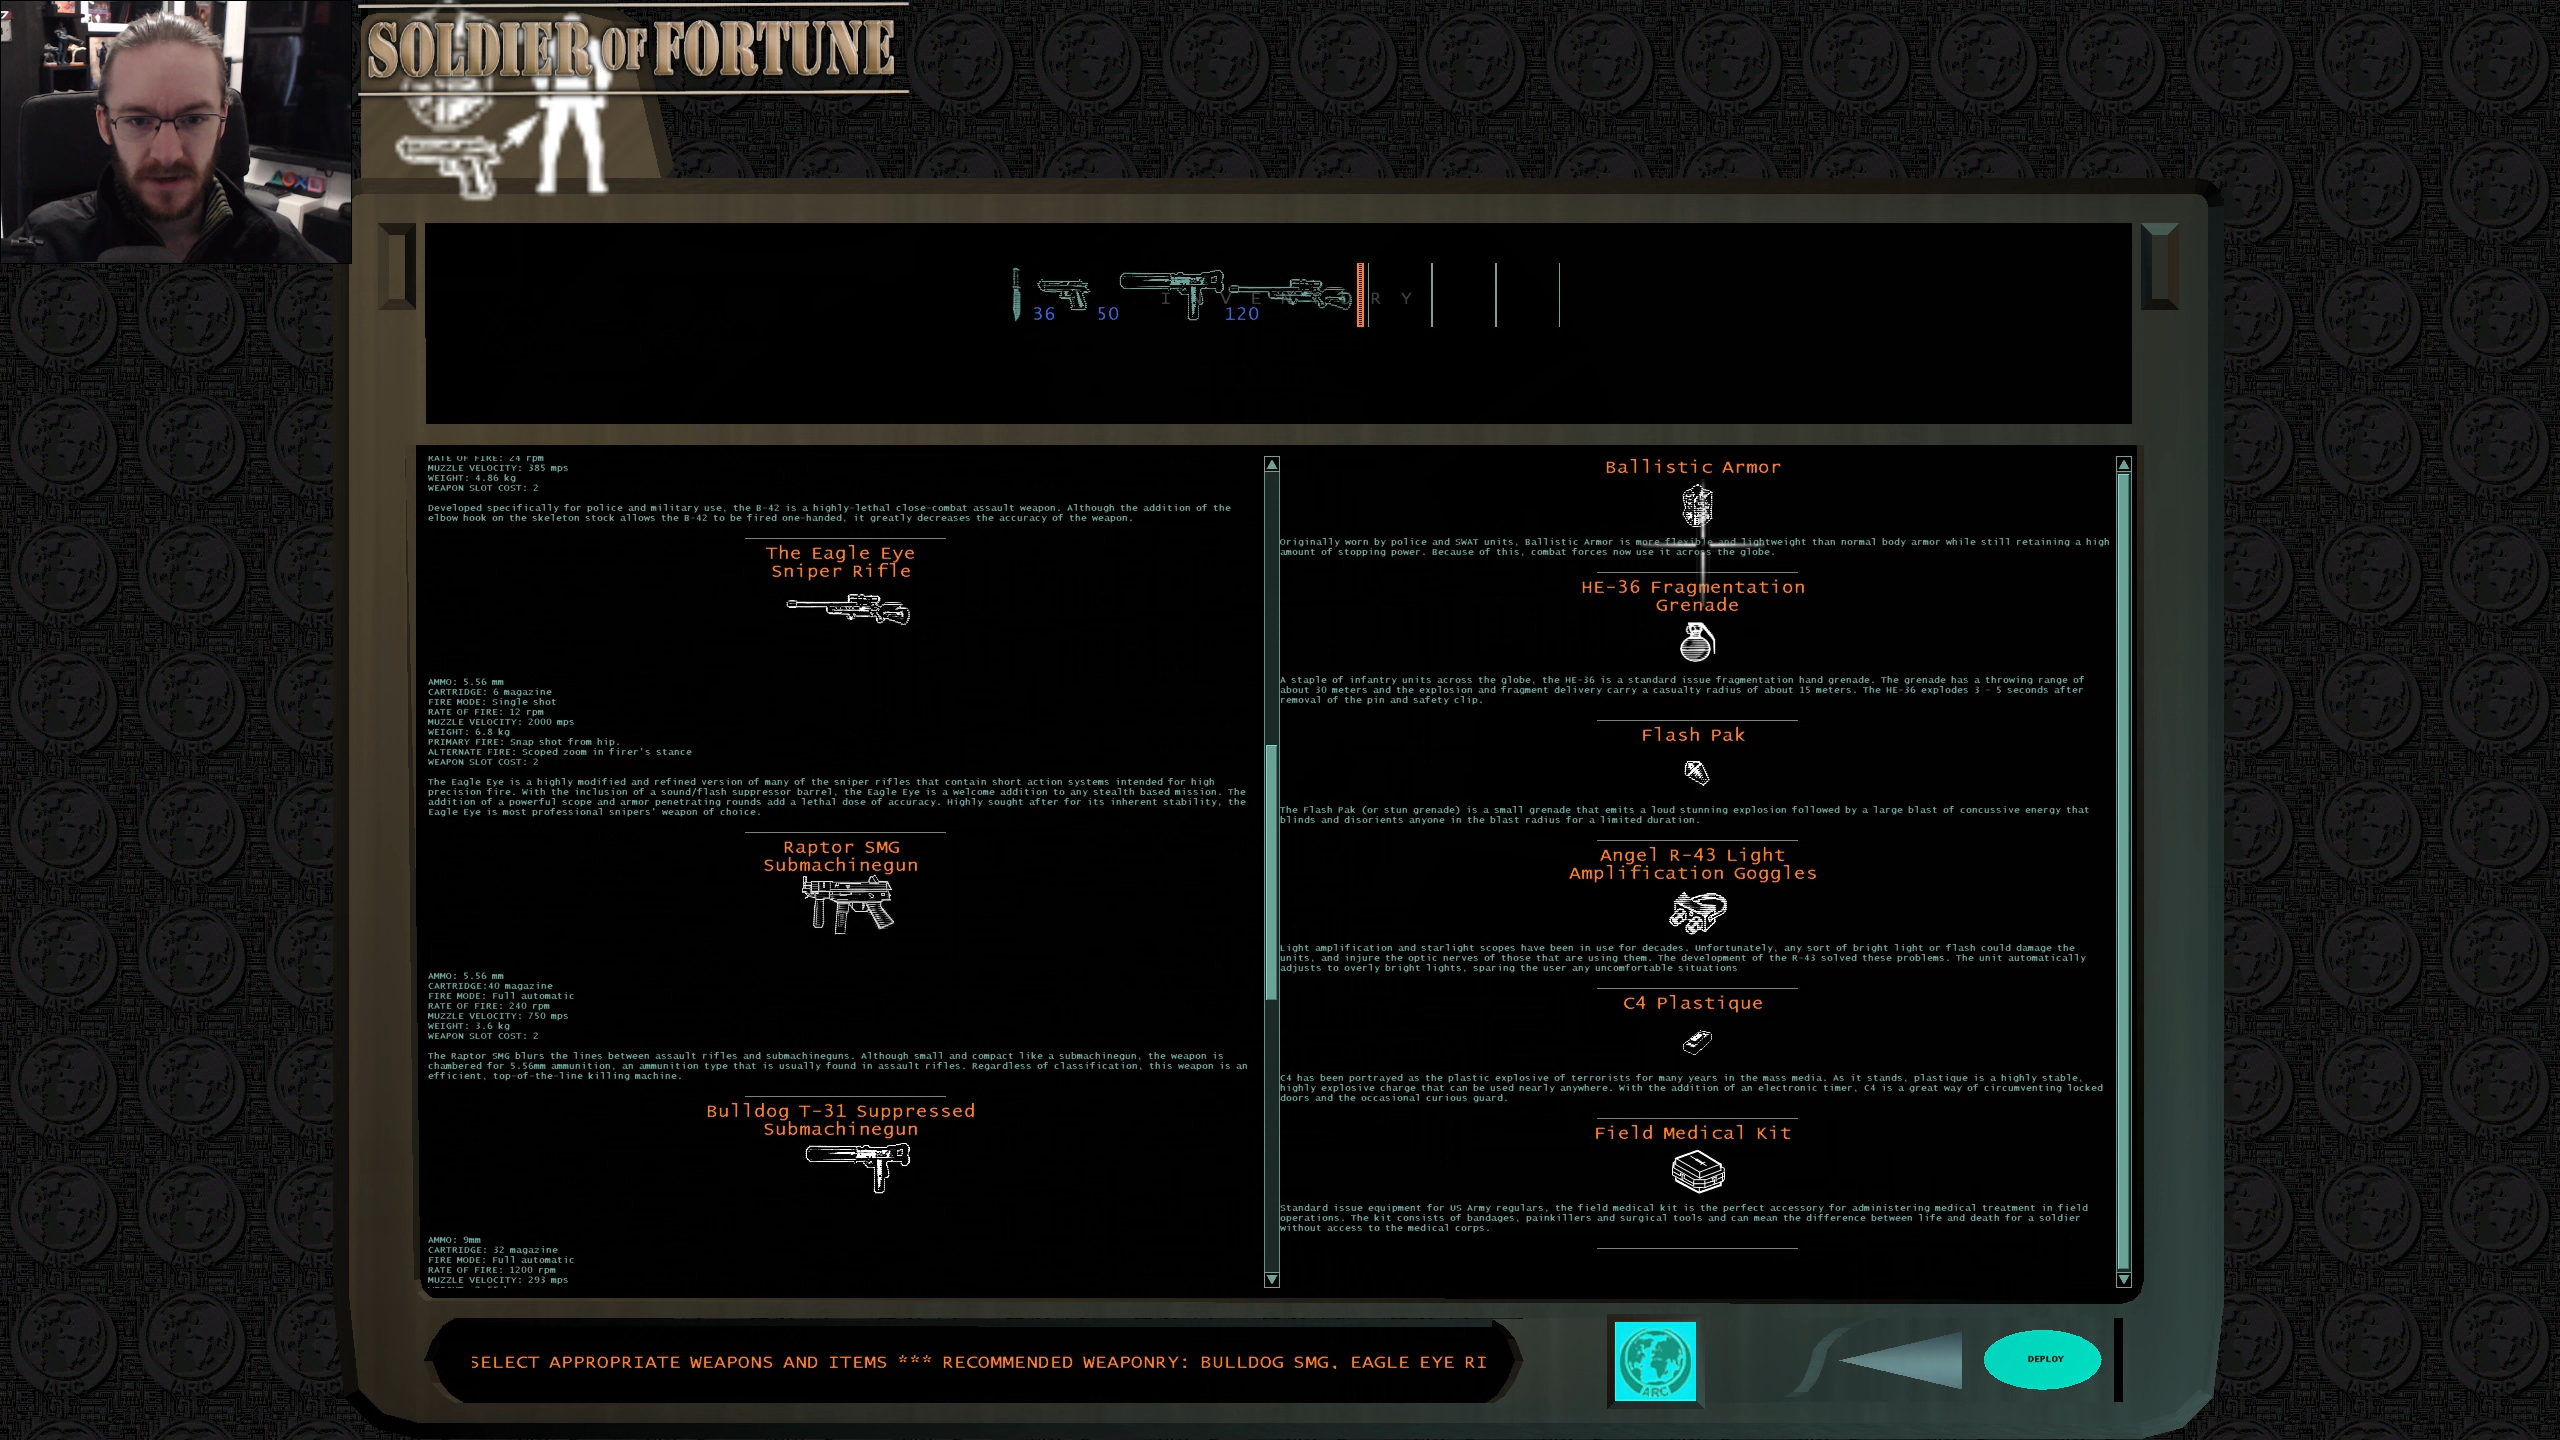 SOLDIER OF FORTUNE
36 50 120
RATE OF FIRE: 24 rpm
MUZZLE VELOCITY: 385 mps
WEIGHT: 4.86 kg
WEAPON SLOT COST: 2
Developed specifically for police and military use, the B-42 is a highly-lethal close-combat assault weapon. Although the addition of the
elbow hook on the skeleton stock allows the B-42 to be fired one-handed, it greatly decreases the accuracy of the weapon.
The Eagle Eye
Sniper Rifle
AMMO: 5.56 mm
CARTRIDGE: 6 magazine
FIRE MODE: Single shot
RATE OF FIRE: 12 rpm
MUZZLE VELOCITY: 2000 mps
WEIGHT: 6.8 kg
PRIMARY FIRE: Snap shot from hip.
ALTERNATE FIRE: Scoped zoom in firer's stance
WEAPON SLOT COST: 2
The Eagle Eye is a highly modified and refined version of many of the sniper rifles that contain short action systems intended for high
precision fire. With the inclusion of a sound/flash suppressor barrel, the Eagle Eye is a welcome addition to any stealth based mission. The
addition of a powerful scope and armor penetrating rounds add a lethal dose of accuracy. Highly sought after for its inherent stability, the
Eagle Eye is most professional snipers' weapon of choice.
Raptor SMG
Submachinegun
AMMO: 5.56 mm
CARTRIDGE:40 magazine
FIRE MODE: Full automatic
RATE OF FIRE: 240 rpm
MUZZLE VELOCITY: 750 mps
WEIGHT: 3.6 kg
WEAPON SLOT COST: 2
The Raptor SMG blurs the lines between assault rifles and submachineguns. Although small and compact like a submachinegun, the weapon is
chambered for 5.56mm ammunition, an ammunition type that is usually found in assault rifles. Regardless of classification, this weapon is an
efficient, top-of-the-line killing machine.
Bulldog T-31 Suppressed
Submachinegun
AMMO: 9mm
CARTRIDGE: 32 magazine
FIRE MODE: Full automatic
RATE OF FIRE: 1200 rpm
MUZZLE VELOCITY: 293 mps
Ballistic Armor
Originally worn by police and SWAT units, Ballistic Armor is more flexible and lightweight than normal body armor while still retaining a high
amount of stopping power. Because of this, combat forces now use it across the globe.
HE-36 Fragmentation
Grenade
A staple of infantry units across the globe, the HE-36 is a standard issue fragmentation hand grenade. The grenade has a throwing range of
about 30 meters and the explosion and fragment delivery carry a casualty radius of about 15 meters. The HE-36 explodes 3 - 5 seconds after
removal of the pin and safety clip.
Flash Pak
The Flash Pak (or stun grenade) is a small grenade that emits a loud stunning explosion followed by a large blast of concussive energy that
blinds and disorients anyone in the blast radius for a limited duration.
Angel R-43 Light
Amplification Goggles
Light amplification and starlight scopes have been in use for decades. Unfortunately, any sort of bright light or flash could damage the
units, and injure the optic nerves of those that are using them. The development of the R-43 solved these problems. The unit automatically
adjusts to overly bright lights, sparing the user any uncomfortable situations
C4 Plastique
C4 has been portrayed as the plastic explosive of terrorists for many years in the mass media. As it stands, plastique is a highly stable,
highly explosive charge that can be used nearly anywhere. With the addition of an electronic timer, C4 is a great way of circumventing locked
doors and the occasional curious guard.
Field Medical Kit
Standard issue equipment for US Army regulars, the field medical kit is the perfect accessory for administering medical treatment in field
operations. The kit consists of bandages, painkillers and surgical tools and can mean the difference between life and death for a soldier
without access to the medical corps.
SELECT APPROPRIATE WEAPONS AND ITEMS *** RECOMMENDED WEAPONRY: BULLDOG SMG, EAGLE EYE RI
ARC
DEPLOY